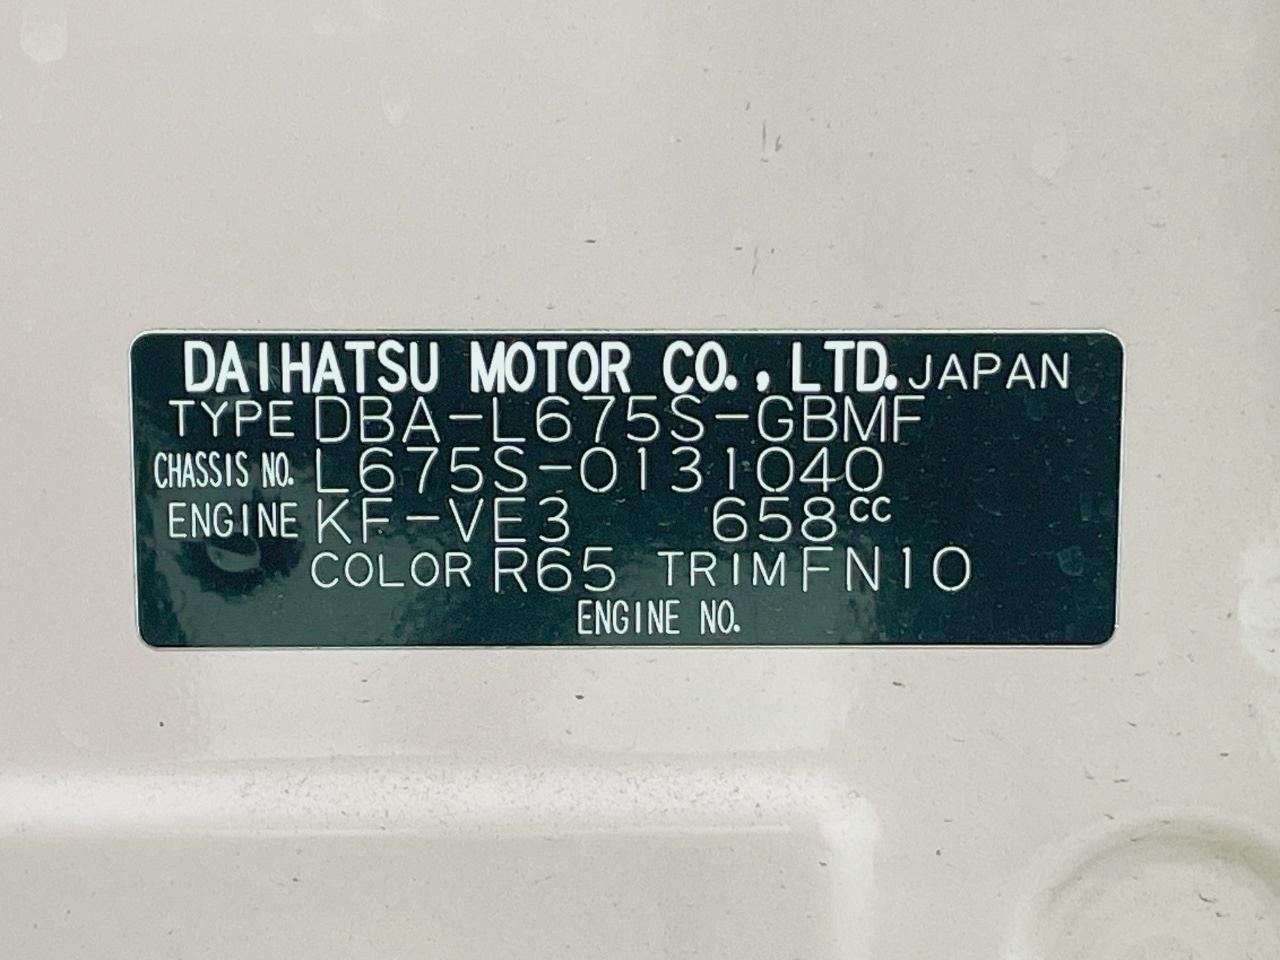 DAIHATSU MOTOR CO., LTD. JAPAN
TYPE DBA-L675S-GBMF
CHASSIS NO. L675S-0131040
ENGINE KF-VE3 658cc
COLOR R65 TRIM FN10
ENGINE NO.